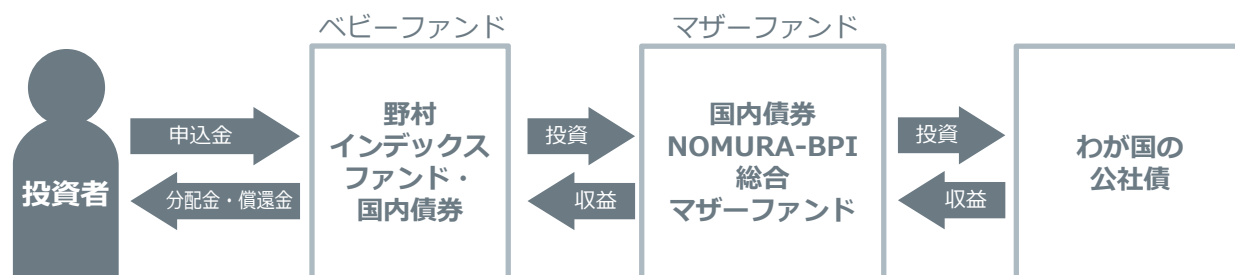 ベビーファンド
マザーファンド
投資者
申込金
分配金・償還金
野村
インデックス
ファンド・
国内債券
投資
収益
国内債券
NOMURA-BPI
総合
マザーファンド
投資
収益
わが国の
公社債